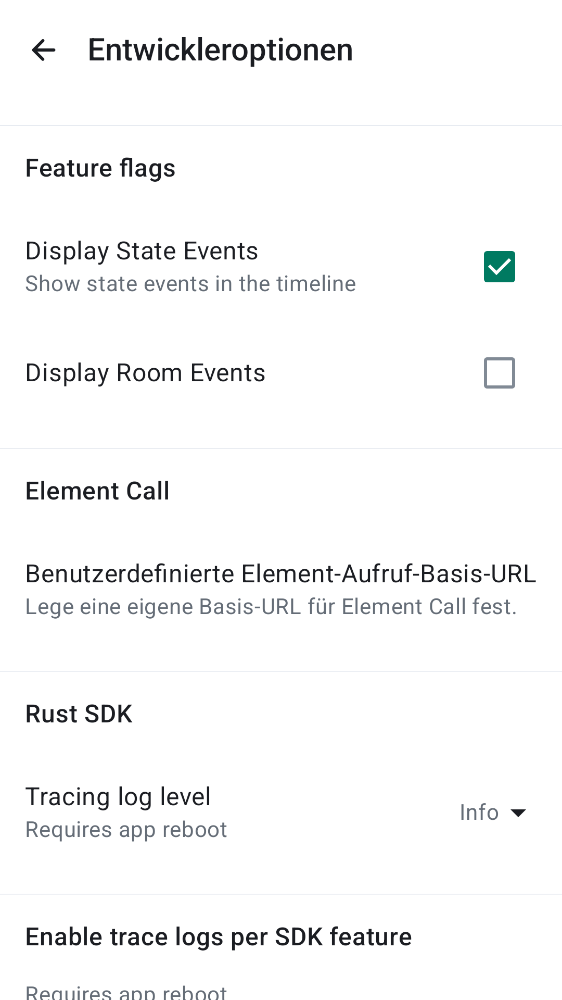 Entwickleroptionen
Feature flags
Display State Events
Show state events in the timeline
Display Room Events
Element Call
Benutzerdefinierte Element-Aufruf-Basis-URL
Lege eine eigene Basis-URL für Element Call fest.
Rust SDK
Tracing log level
Requires app reboot
Info
Enable trace logs per SDK feature
Requires app reboot